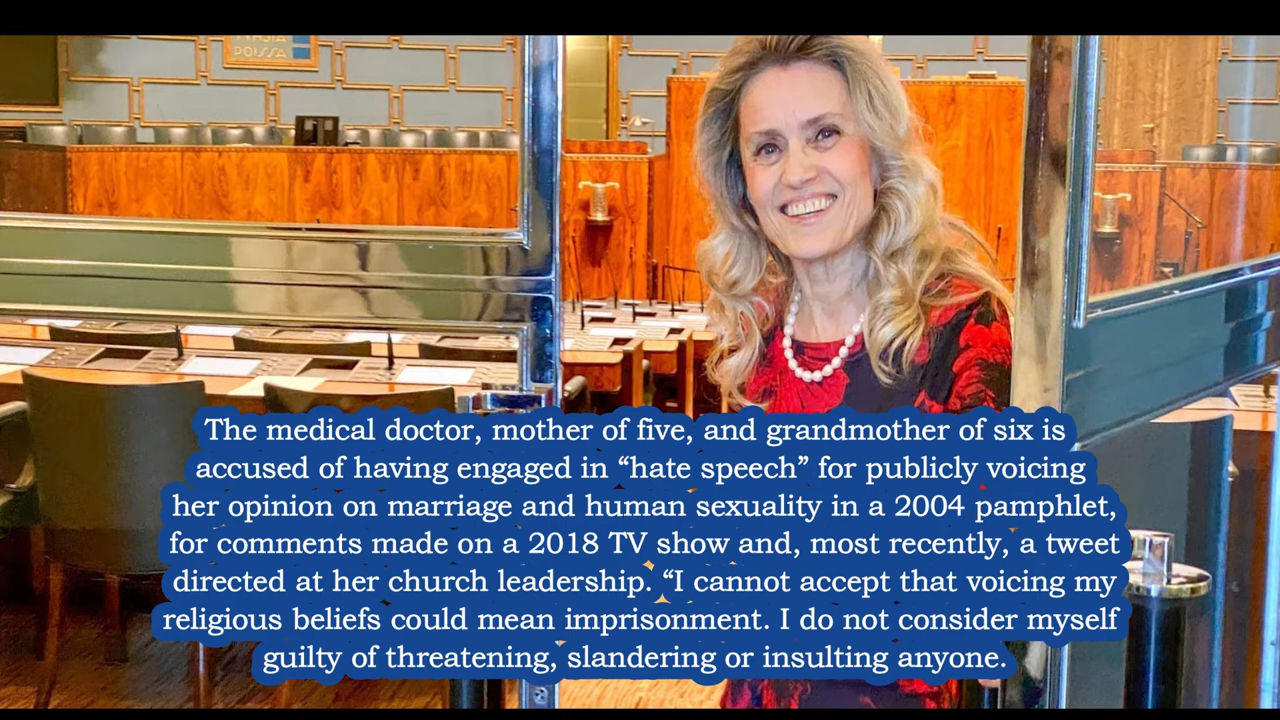 POISSA
The medical doctor, mother of five, and grandmother of six is
accused of having engaged in “hate speech” for publicly voicing
her opinion on marriage and human sexuality in a 2004 pamphlet,
for comments made on a 2018 TV show and, most recently, a tweet
directed at her church leadership. “I cannot accept that voicing my
religious beliefs could mean imprisonment. I do not consider myself
guilty of threatening, slandering or insulting anyone.